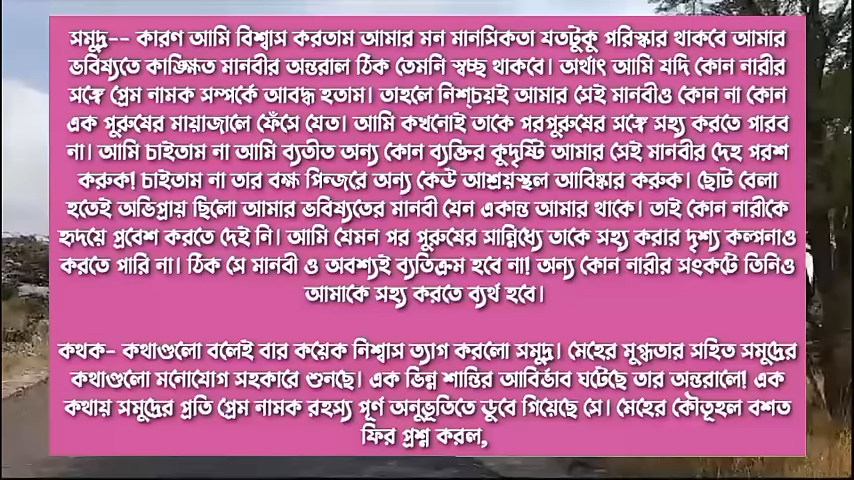 সমুদ্র-- কারণ আমি বিশ্বাস করতাম আমার মন মানসিকতা যতটুকু পরিস্কার থাকবে আমার
ভবিষ্যতে কাঙ্ক্ষিত মানবীর অন্তরাল ঠিক তেমনি স্বচ্ছ থাকবে। অর্থাৎ আমি যদি কোন নারীর
সঙ্গে প্রেম নামক সম্পর্কে আবদ্ধ হতাম। তাহলে নিশ্চয়ই আমার সেই মানবীও কোন না কোন
এক পুরুষের মায়াজালে ফেঁসে যেত। আমি কখনোই তাকে পরপুরুষের সঙ্গে সহ্য করতে পারব
না। আমি চাইতাম না আমি ব্যতীত অন্য কোন ব্যক্তির কুদৃষ্টি আমার সেই মানবীর দেহ পরশ
করুক! চাইতাম না তার বক্ষ পিন্জরে অন্য কেউ আশ্রয়স্থল আবিষ্কার করুক। ছোট বেলা
হতেই অভিপ্রায় ছিলো আমার ভবিষ্যতের মানবী যেন একান্ত আমার থাকে। তাই কোন নারীকে
হৃদয়ে প্রবেশ করতে দেই নি। আমি যেমন পর পুরুষের সান্নিধ্যে তাকে সহ্য করার দৃশ্য কল্পনাও
করতে পারি না। ঠিক সে মানবী ও অবশ্যই ব্যতিক্রম হবে না! অন্য কোন নারীর সংকটে তিনিও
আমাকে সহ্য করতে ব্যর্থ হবে।
কথক- কথাগুলো বলেই বার কয়েক নিশ্বাস ত্যাগ করলো সমুদ্র। মেহের মুগ্ধতার সহিত সমুদ্রের
কথাগুলো মনোযোগ সহকারে শুনছে। এক ভিন্ন শান্তির আবির্ভাব ঘটেছে তার অন্তরালে! এক
কথায় সমুদ্রের প্রতি প্রেম নামক রহস্য পূর্ণ অনুভূতিতে ডুবে গিয়েছে সে। মেহের কৌতূহল বশত
ফির প্রশ্ন করল,